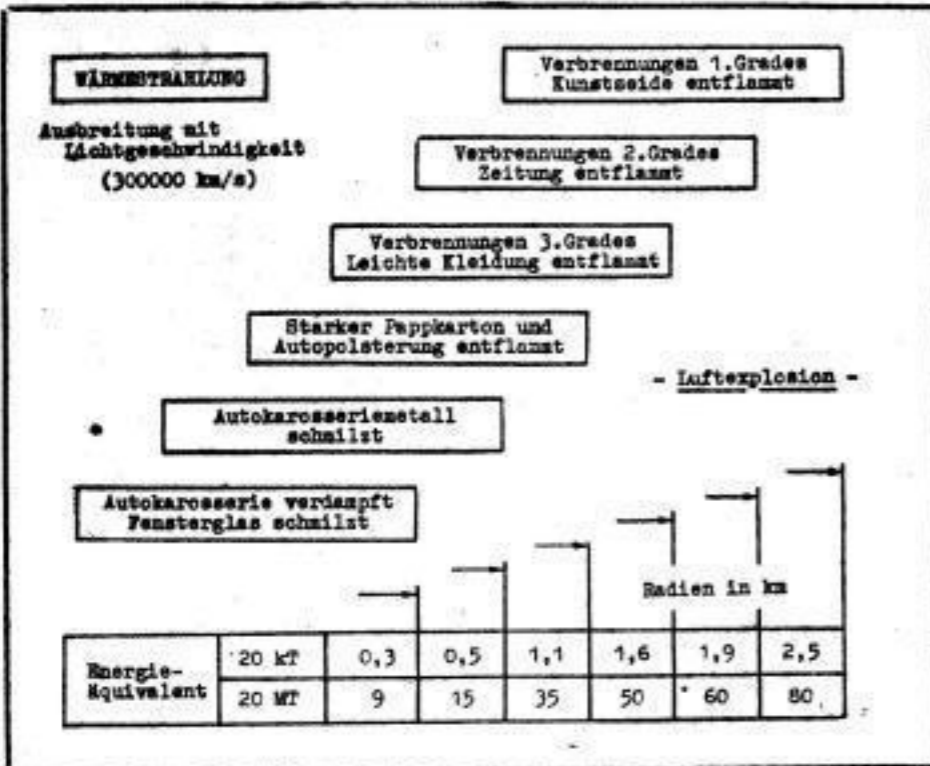 WÄRMESTRAHLUNG
Ausbreitung mit
Lichtgeschwindigkeit
(300000 km/s)
Verbrennungen 1.Grades
Kunstseide entflammt
Verbrennungen 2.Grades
Zeitung entflammt
Verbrennungen 3.Grades
Leichte Kleidung entflammt
Starker Pappkarton und
Autopolsterung entflammt
- Luftexplosion -
Autokarosseriemetall
schmilzt
Autokarosserie verdampft
Fensterglas schmilzt
Radien in km
Energie-
Äquivalent
20 kT 0,3 0,5 1,1 1,6 1,9 2,5
20 MT 9 15 35 50 60 80